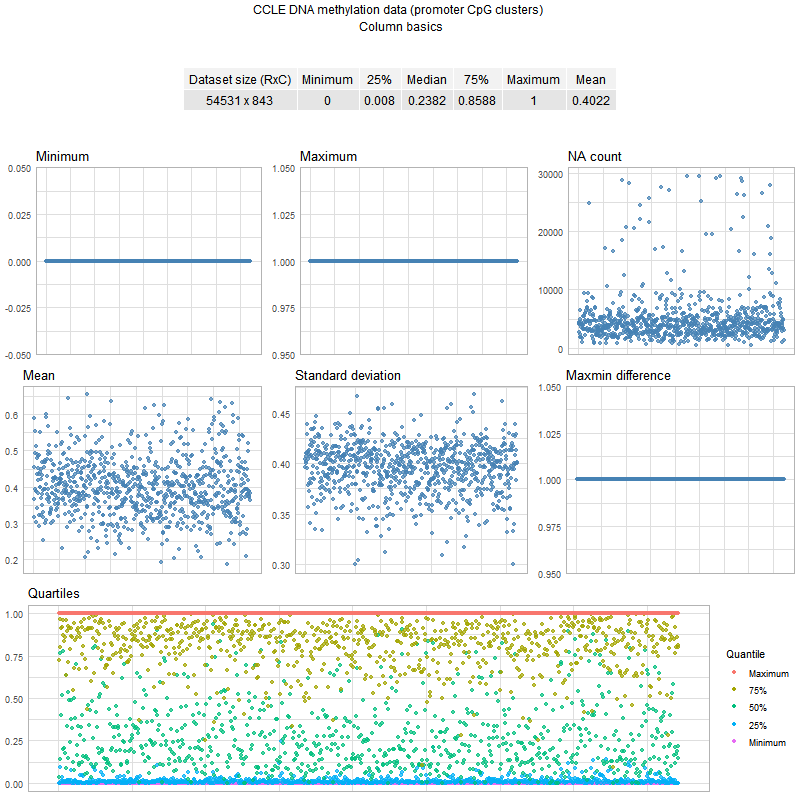 CCLE DNA methylation data (promoter CpG clusters)
Column basics
Dataset size (RxC) Minimum 25% Median 75% Maximum Mean
54531 x 843 0 0.008 0.2382 0.8588 1 0.4022
Minimum
0.050
0.025
0.000
-0.025
-0.050
Maximum
1.050
1.025
1.000
0.975
0.950
NA count
30000
20000
10000
0
Mean
0.6
0.5
0.4
0.3
0.2
Standard deviation
0.45
0.40
0.35
0.30
Maxmin difference
1.050
1.025
1.000
0.975
0.950
Quartiles
1.00
0.75
0.50
0.25
0.00
Quantile
Maximum
75%
50%
25%
Minimum